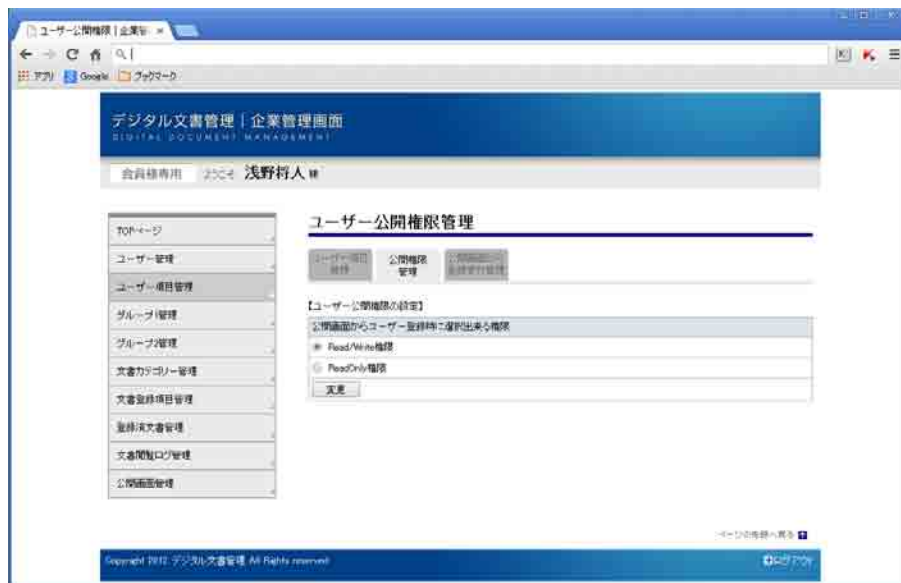 ユーザー公開権限 | 企業管
アプリ Google ブックマーク
デジタル文書管理 | 企業管理画面
DIGITAL DOCUMENT MANAGEMENT
会員様専用 ようこそ 浅野将人 様
TOPページ
ユーザー管理
ユーザー項目管理
グループ1管理
グループ2管理
文書カテゴリー管理
文書登録項目管理
登録済文書管理
文書閲覧ログ管理
公開画面管理
ユーザー公開権限管理
ユーザー項目
管理
公開権限
管理
【ユーザー公開権限の設定】
公開画面からユーザー登録時に選択出来る権限
Read/Write権限
ReadOnly権限
変更
ページの先頭へ戻る
Copyright 2012 デジタル文書管理 All Rights reserved
ログアウト